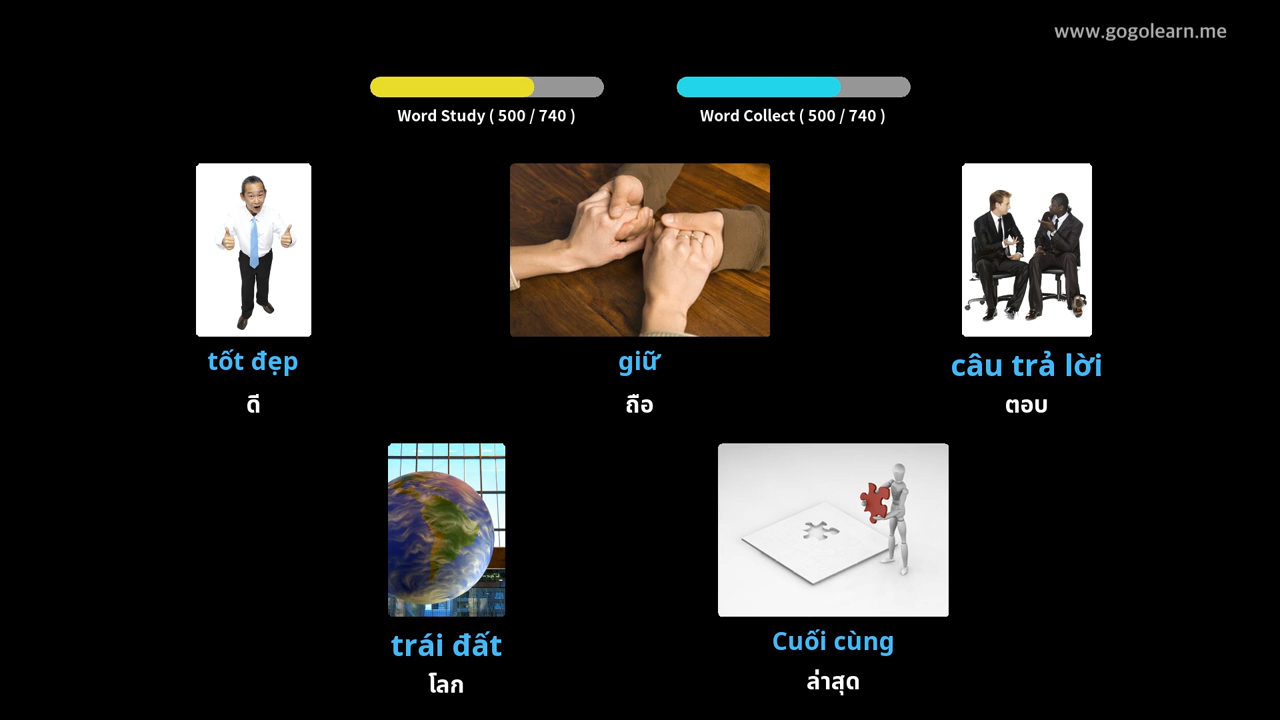 www.gogolearn.me
Word Study ( 500 / 740 )
Word Collect ( 500 / 740 )
tốt đẹp
ดี
giữ
ถือ
câu trả lời
ตอบ
trái đất
โลก
Cuối cùng
ล่าสุด